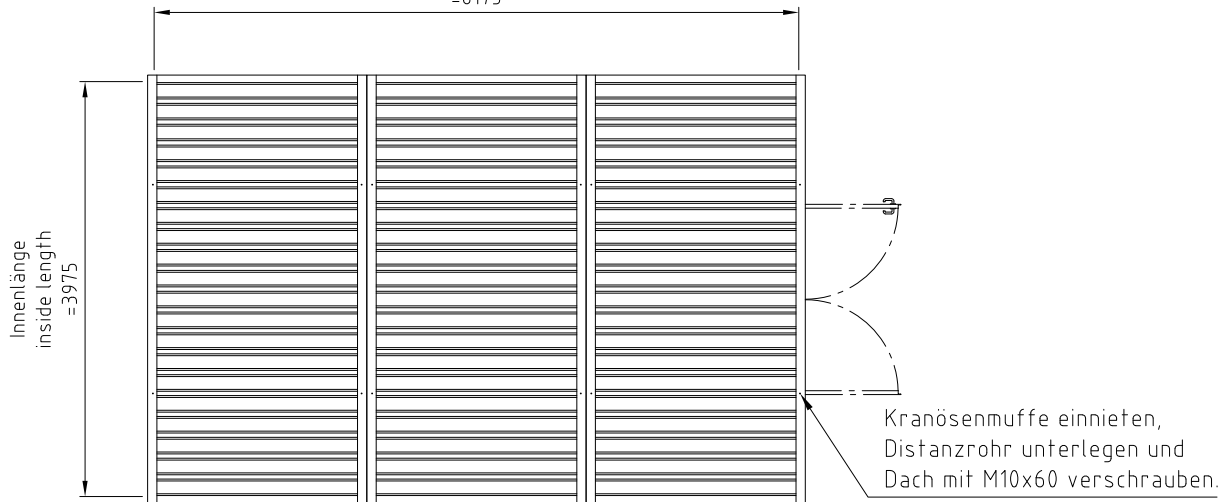 Innenlänge
inside length
=3975
Kranösenmuffe einnieten,
Distanzrohr unterlegen und
Dach mit M10x60 verschrauben.